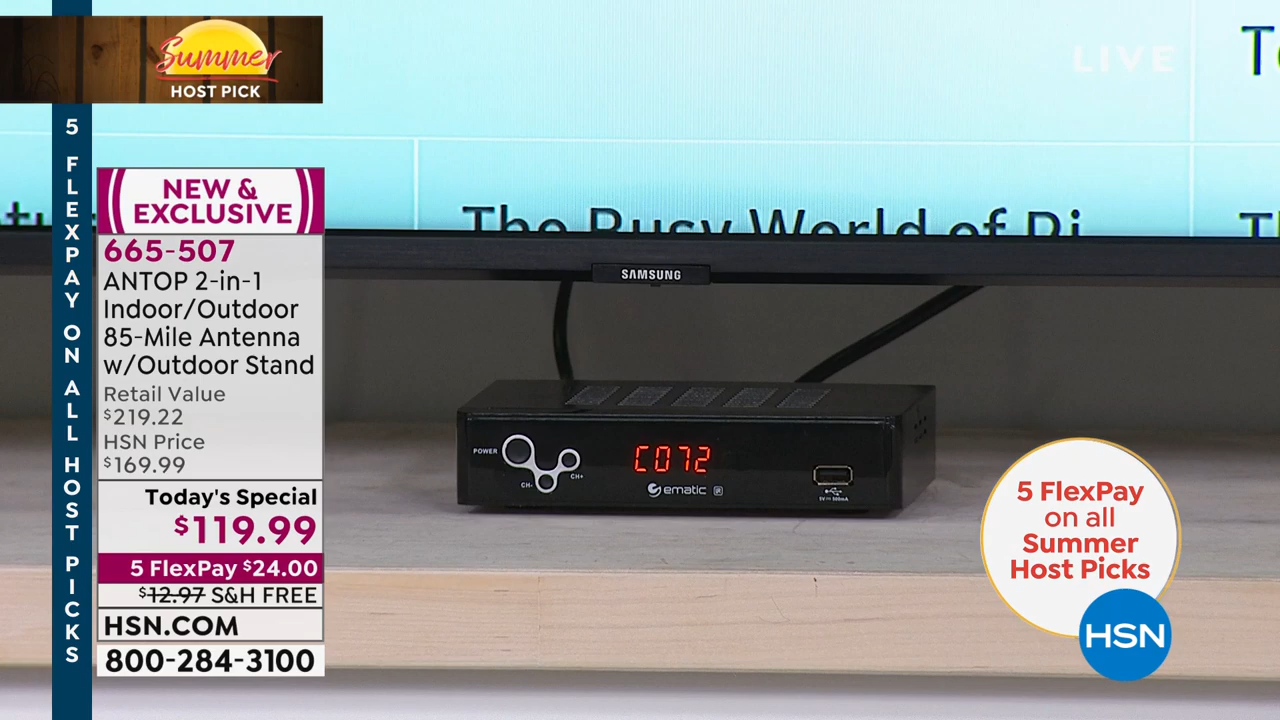 Summer
HOST PICK
5 FLEXPAY ON ALL HOST PICKS
NEW &
EXCLUSIVE
665-507
ANTOP 2-in-1
Indoor/Outdoor
85-Mile Antenna
w/Outdoor Stand
Retail Value
$219.22
HSN Price
$169.99
Today's Special
$119.99
5 FlexPay $24.00
$12.97 S&H FREE
HSN.COM
800-284-3100
LIVE
The Busy World of Ri
SAMSUNG
POWER
CH-
CH+
C072
ematic
5V 500mA
5 FlexPay
on all
Summer
Host Picks
HSN